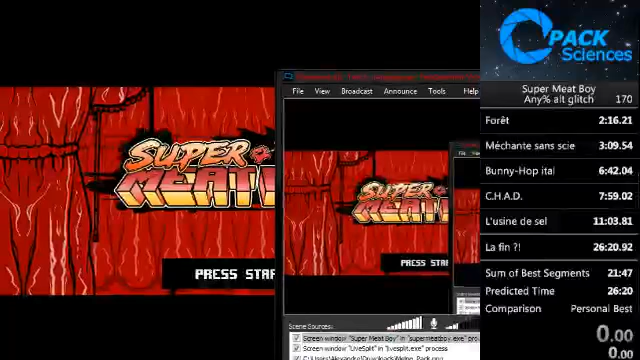 PACK
Sciences
Super Meat Boy
Any% alt glitch 170
Forêt 2:16.21
Méchante sans scie 3:09.54
Bunny-Hop ital 6:42.04
C.H.A.D. 7:59.02
L'usine de sel 11:03.81
La fin ?! 26:20.92
Sum of Best Segments 21:47
Predicted Time 26:20
Comparison Personal Best
0.00
0.00
File View Broadcast Announce Tools Help
SUPER
MEAT
PRESS STAR
SUPER
MEAT
PRESS STAR
Scene Sources:
Screen window "Super Meat Boy" in "supermeatboy.exe" process
Screen window "LiveSplit" in "livesplit.exe" process